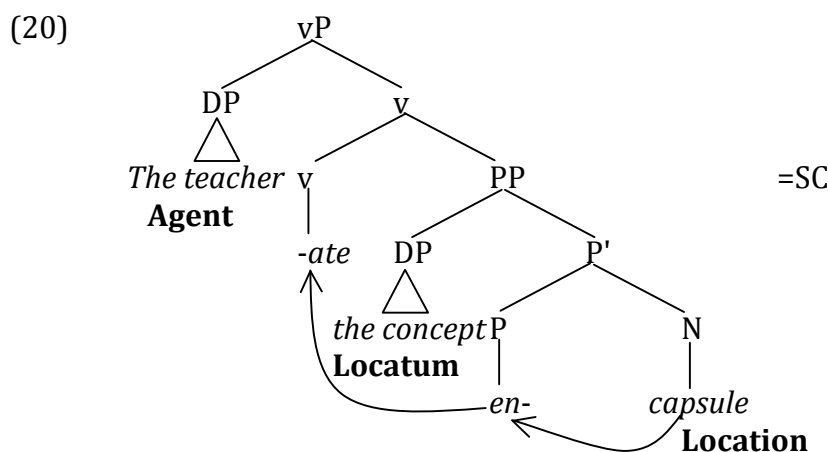 (20) vP
DP v
The teacher v PP =SC
Agent
-ate DP P'
the concept P N
Locatum
en- capsule
Location